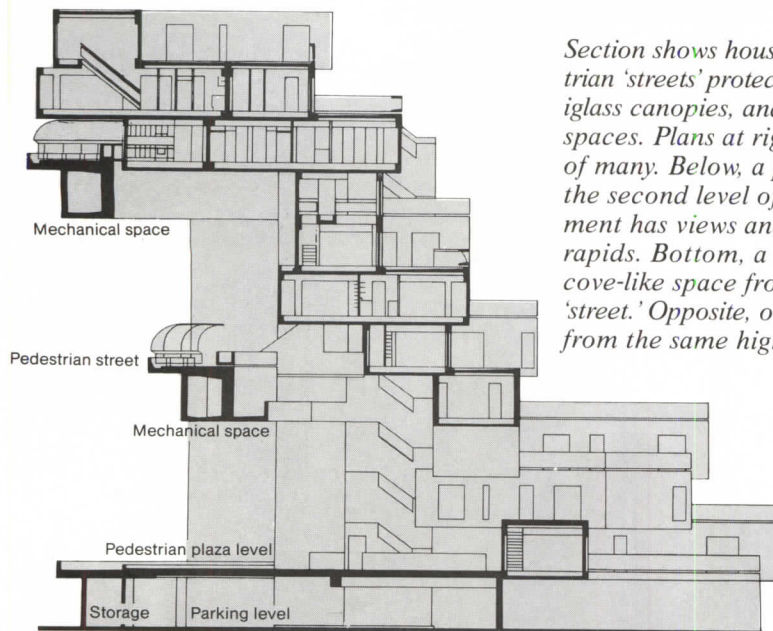 Section shows hous
trian ‘streets’ protec
iglass canopies, and
spaces. Plans at rig
of many. Below, a p
the second level of
ment has views an
rapids. Bottom, a
cove-like space fro
‘street.’ Opposite, o
from the same hig
Mechanical space
Pedestrian street
Mechanical space
Pedestrian plaza level
Storage
Parking level